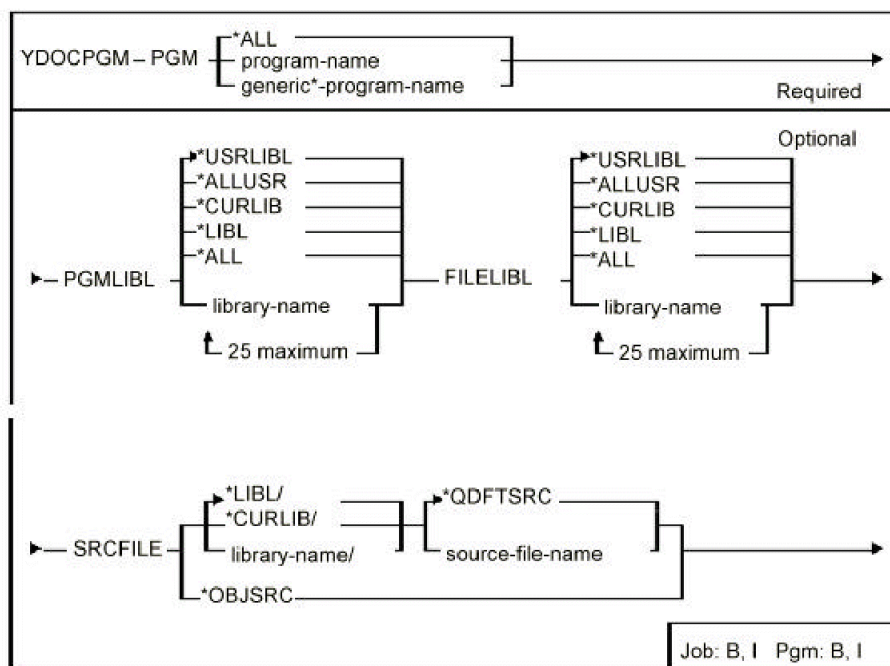 *ALL
YDOCPGM – PGM
program-name
generic*-program-name
Required
Optional
*USRLIBL
*ALLUSR
*CURLIB
*LIBL
*ALL
PGMLIBL
library-name
25 maximum
*USRLIBL
*ALLUSR
*CURLIB
*LIBL
*ALL
FILELIBL
library-name
25 maximum
*LIBL/
*CURLIB/
library-name/
*QDFTSRC
source-file-name
SRCFILE
*OBJSRC
Job: B, I Pgm: B, I